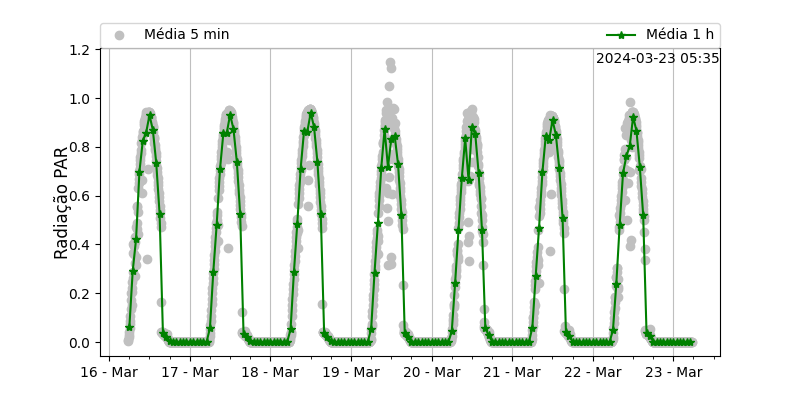 Média 5 min
Média 1 h
2024-03-23 05:35
Radiação PAR
1.2
1.0
0.8
0.6
0.4
0.2
0.0
16 - Mar
17 - Mar
18 - Mar
19 - Mar
20 - Mar
21 - Mar
22 - Mar
23 - Mar